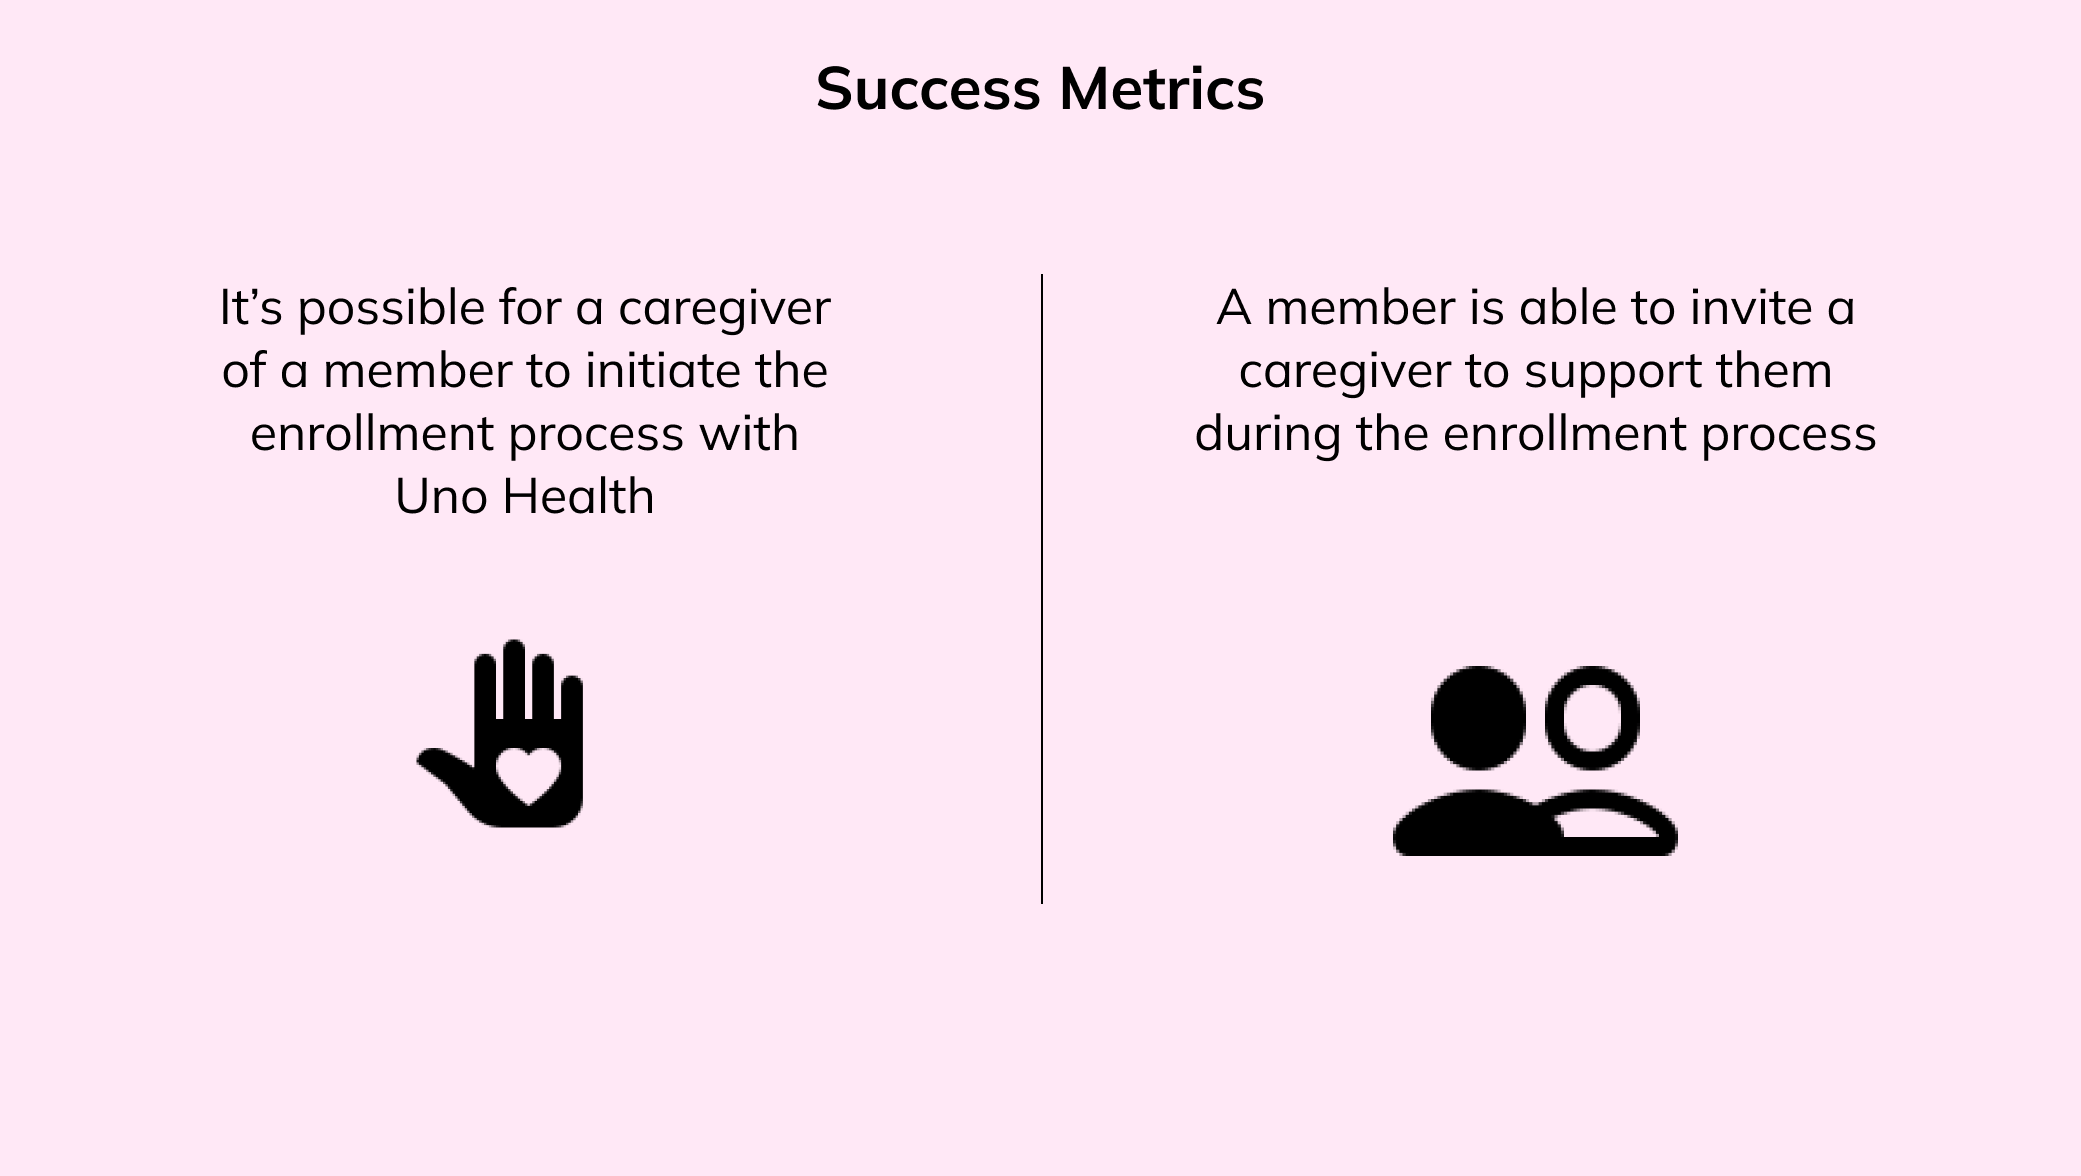 Success Metrics
It’s possible for a caregiver
of a member to initiate the
enrollment process with
Uno Health
A member is able to invite a
caregiver to support them
during the enrollment process